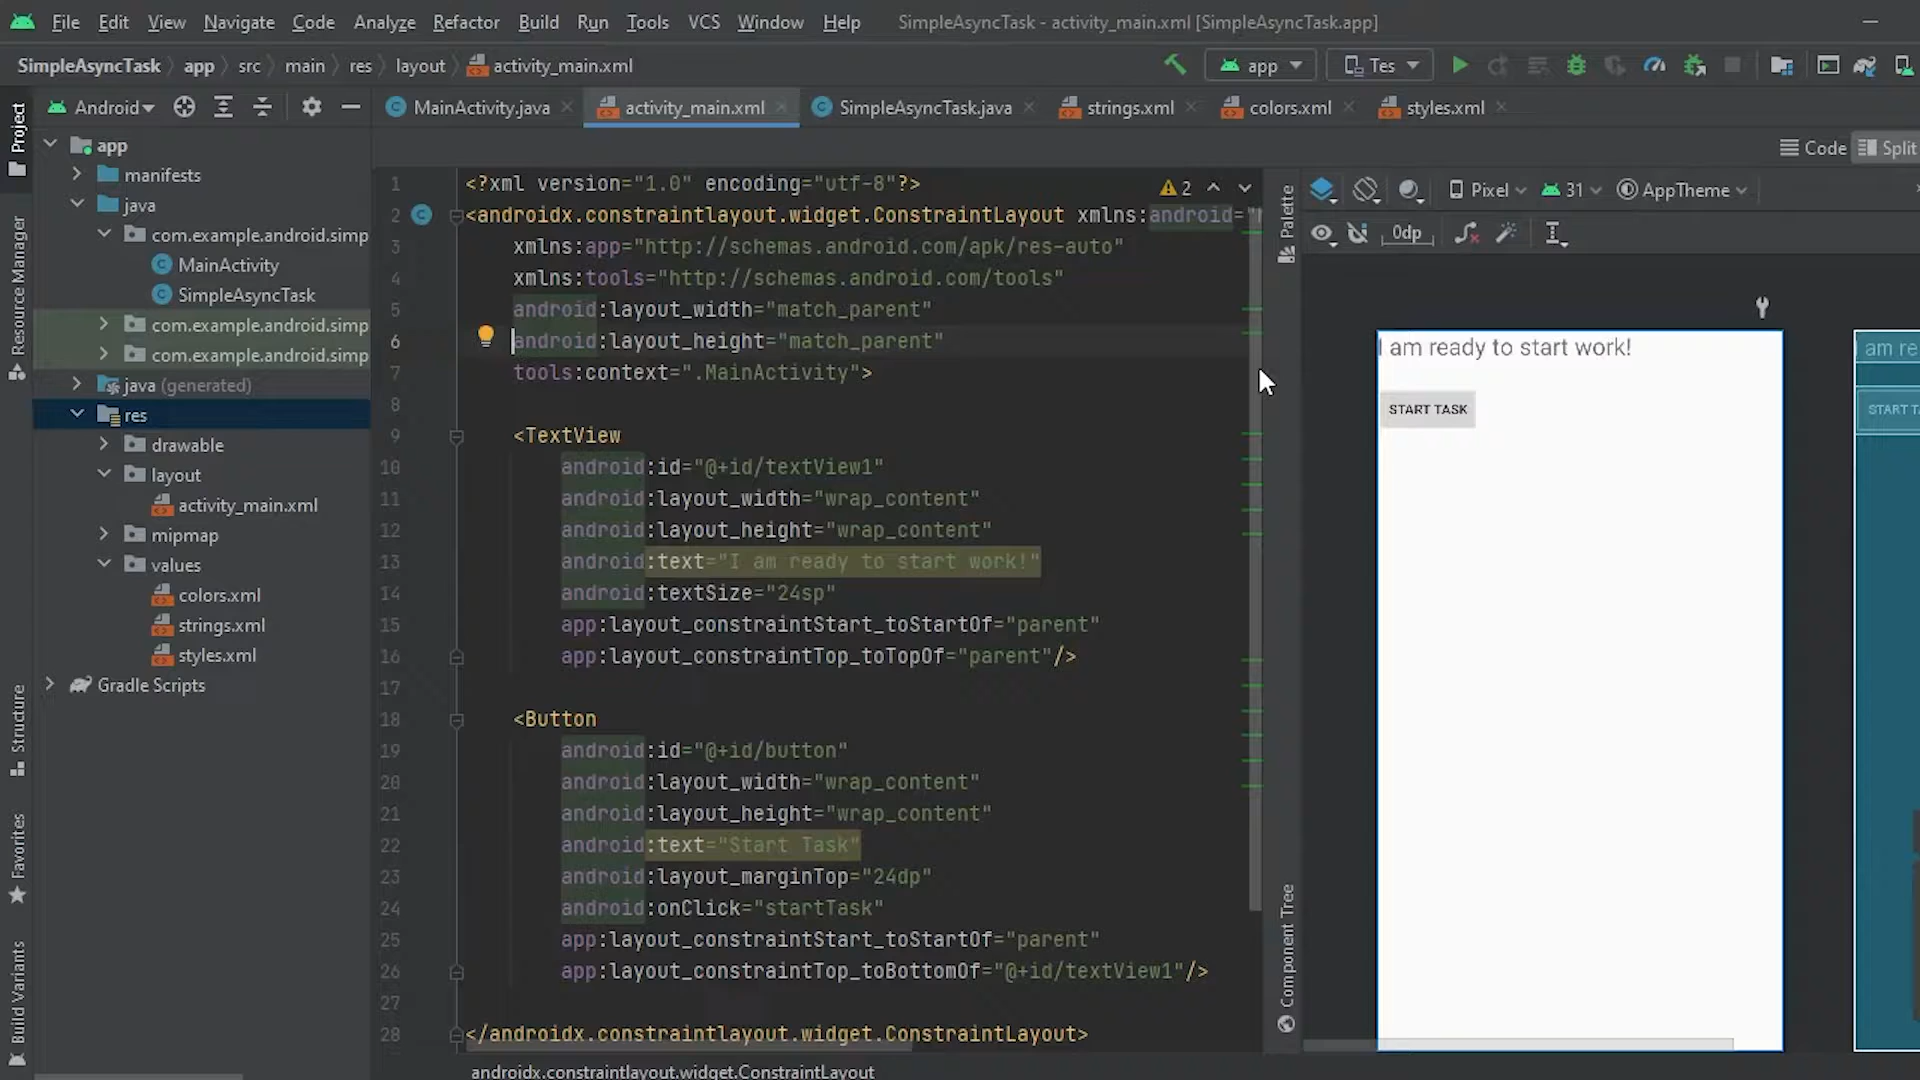 File Edit View Navigate Code Analyze Refactor Build Run Tools VCS Window Help SimpleAsyncTask - activity_main.xml [SimpleAsyncTask.app]
SimpleAsyncTask app src main res layout activity_main.xml app Tes
Android MainActivity.java activity_main.xml SimpleAsyncTask.java strings.xml colors.xml styles.xml
Code Split
Project
Resource Manager
Structure
Favorites
Build Variants
app
manifests
java
com.example.android.simp
MainActivity
SimpleAsyncTask
com.example.android.simp
com.example.android.simp
java (generated)
res
drawable
layout
activity_main.xml
mipmap
values
colors.xml
strings.xml
styles.xml
Gradle Scripts
1 <?xml version="1.0" encoding="utf-8"?>
2 <androidx.constraintlayout.widget.ConstraintLayout xmlns:android="
3 xmlns:app="http://schemas.android.com/apk/res-auto"
4 xmlns:tools="http://schemas.android.com/tools"
5 android:layout_width="match_parent"
6 android:layout_height="match_parent"
7 tools:context=".MainActivity">
8
9 <TextView
10 android:id="@+id/textView1"
11 android:layout_width="wrap_content"
12 android:layout_height="wrap_content"
13 android:text="I am ready to start work!"
14 android:textSize="24sp"
15 app:layout_constraintStart_toStartOf="parent"
16 app:layout_constraintTop_toTopOf="parent"/>
17
18 <Button
19 android:id="@+id/button"
20 android:layout_width="wrap_content"
21 android:layout_height="wrap_content"
22 android:text="Start Task"
23 android:layout_marginTop="24dp"
24 android:onClick="startTask"
25 app:layout_constraintStart_toStartOf="parent"
26 app:layout_constraintTop_toBottomOf="@+id/textView1"/>
27
28 </androidx.constraintlayout.widget.ConstraintLayout>
androidx.constraintlayout.widget.ConstraintLayout
2
Palette
Component Tree
Pixel 31 AppTheme
0dp
I am ready to start work!
START TASK
I am re
START TA